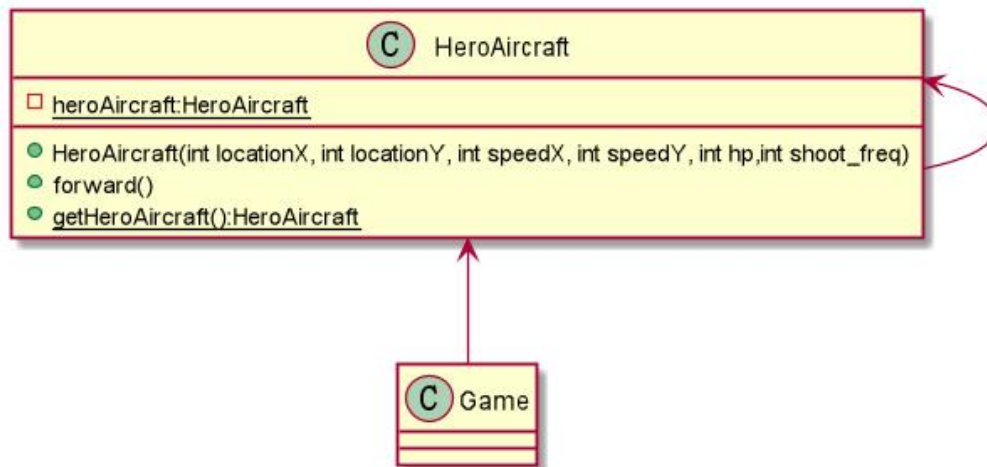 C HeroAircraft
heroAircraft:HeroAircraft
HeroAircraft(int locationX, int locationY, int speedX, int speedY, int hp,int shoot_freq)
forward()
getHeroAircraft():HeroAircraft
C Game